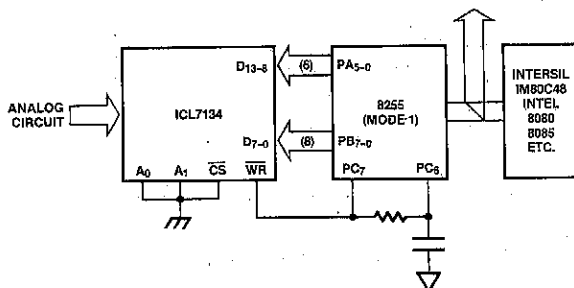 ANALOG
CIRCUIT
ICL7134
D13-8
D7-0
A0 A1 CS WR
(6)
(8)
PA5-0
PB7-0
8255
(MODE 1)
PC7 PC6
INTERSIL
IM80C48
INTEL
8080
8085
ETC.